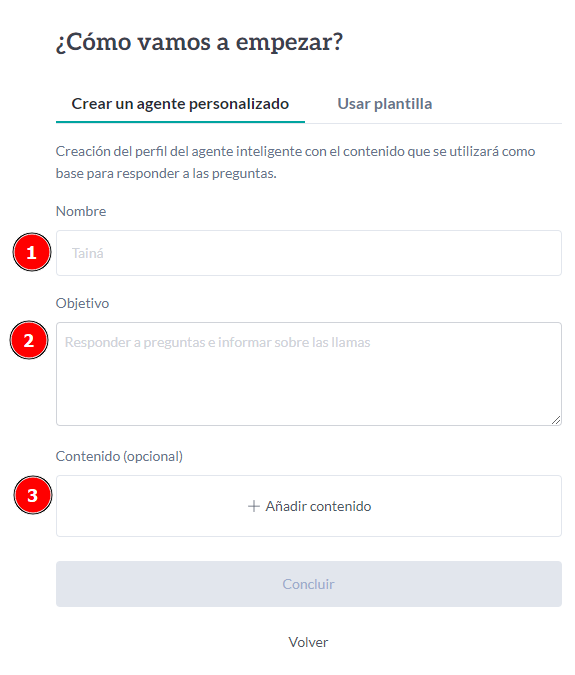 ¿Cómo vamos a empezar?
Crear un agente personalizado Usar plantilla
Creación del perfil del agente inteligente con el contenido que se utilizará como
base para responder a las preguntas.
Nombre
1 Tainá
Objetivo
2 Responder a preguntas e informar sobre las llamas
Contenido (opcional)
3 + Añadir contenido
Concluir
Volver